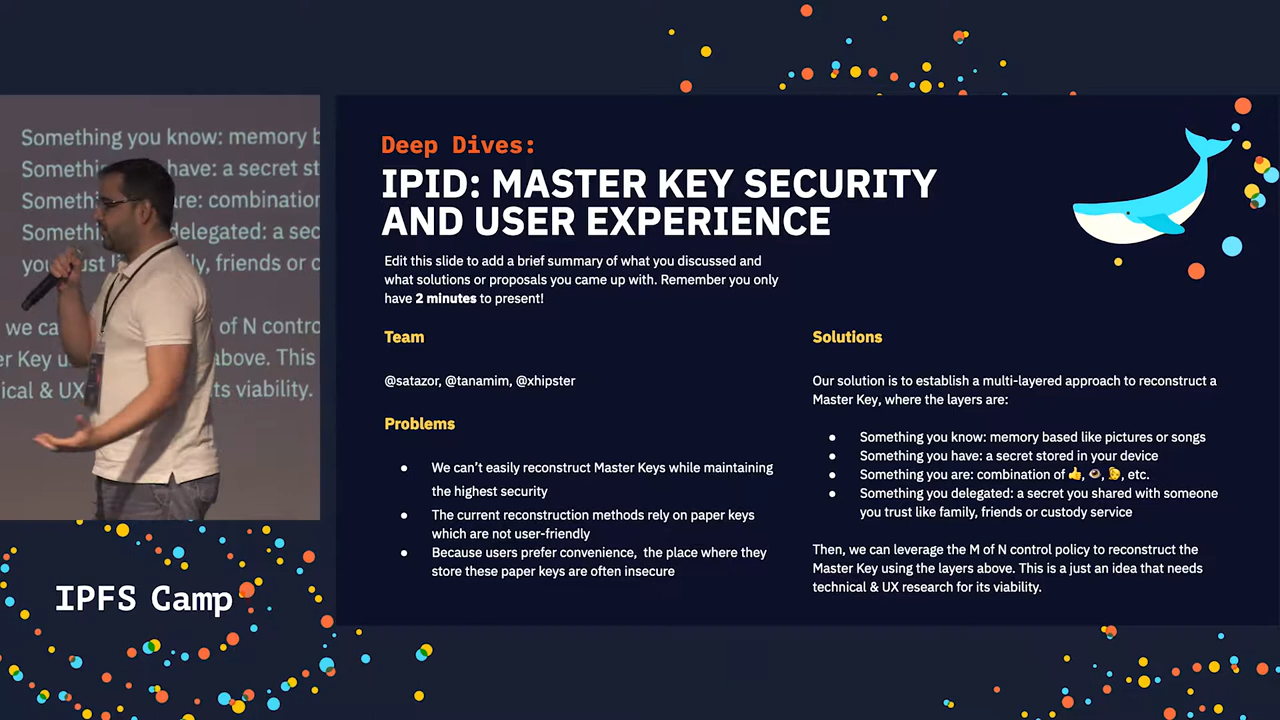 Something you know: memory b
Something have: a secret st
Somethi re: combination
Somethi delegated: a sec
you ust li ly, friends or c
we ca of N contro
er Key u above. This
ical & UX ts viability.
IPFS Camp
Deep Dives:
IPID: MASTER KEY SECURITY
AND USER EXPERIENCE
Edit this slide to add a brief summary of what you discussed and
what solutions or proposals you came up with. Remember you only
have 2 minutes to present!
Team
@satazor, @tanamim, @xhipster
Problems
● We can’t easily reconstruct Master Keys while maintaining
the highest security
● The current reconstruction methods rely on paper keys
which are not user-friendly
● Because users prefer convenience, the place where they
store these paper keys are often insecure
Solutions
Our solution is to establish a multi-layered approach to reconstruct a
Master Key, where the layers are:
● Something you know: memory based like pictures or songs
● Something you have: a secret stored in your device
● Something you are: combination of 👍, 👁, 👂, etc.
● Something you delegated: a secret you shared with someone
you trust like family, friends or custody service
Then, we can leverage the M of N control policy to reconstruct the
Master Key using the layers above. This is a just an idea that needs
technical & UX research for its viability.